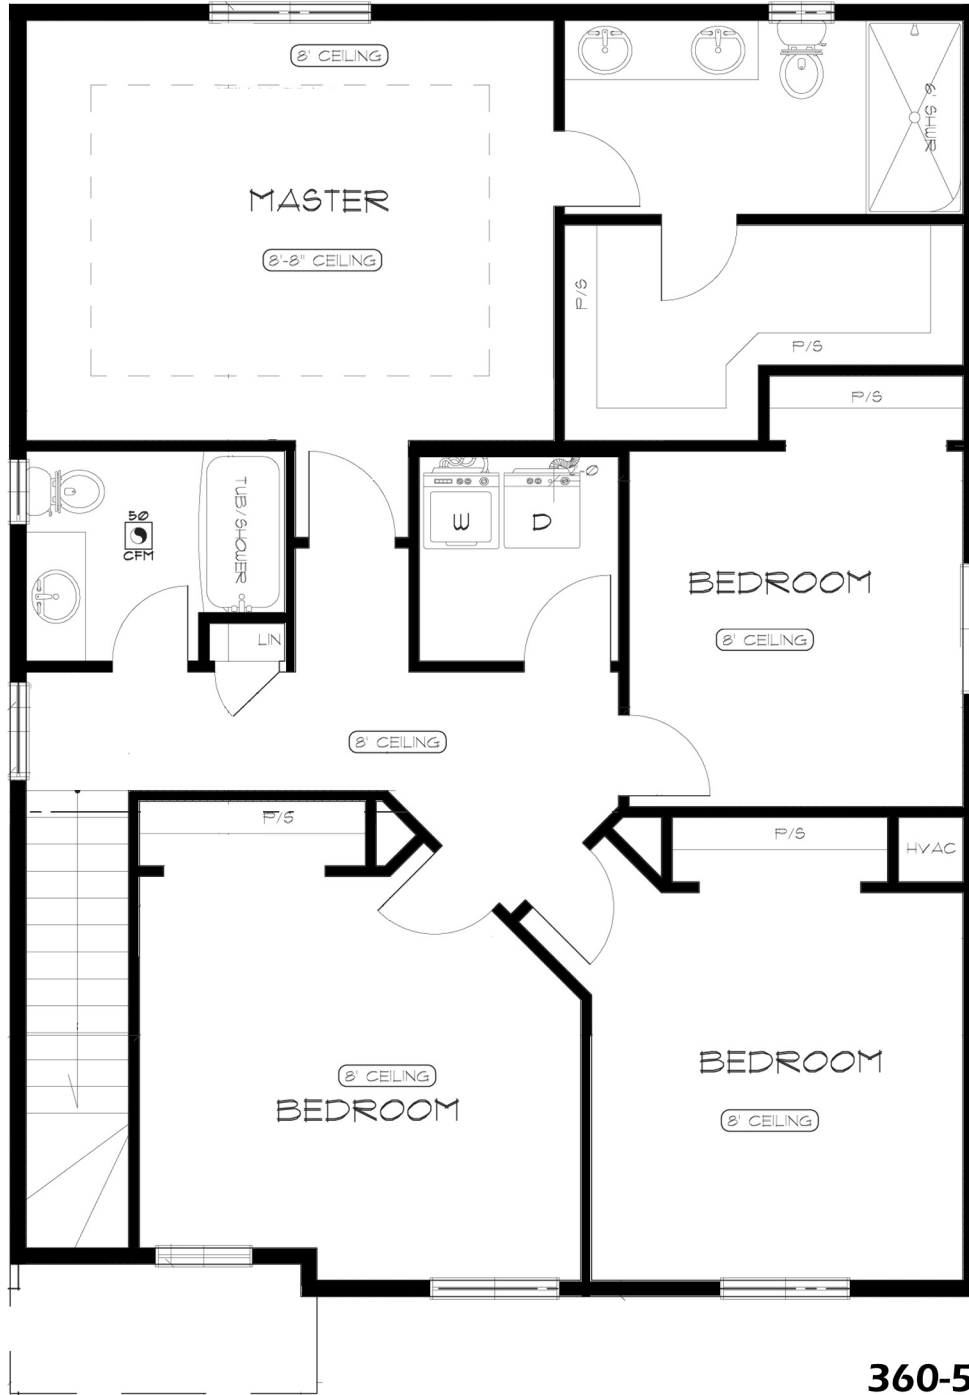 8' CEILING
6' SHWR
MASTER
8'-8" CEILING
P/S
P/S
P/S
50
CFM
TUB/SHOWER
W
D
BEDROOM
8' CEILING
LIN
8' CEILING
P/S
P/S
HVAC
8' CEILING
BEDROOM
BEDROOM
8' CEILING
360-5